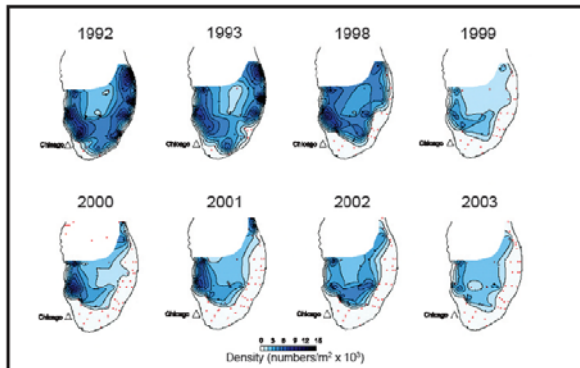 1992 1993 1998 1999
Chicago Chicago Chicago Chicago
2000 2001 2002 2003
Chicago Chicago Chicago Chicago
0 3 6 9 12 15
Density (numbers/m² x 10³)